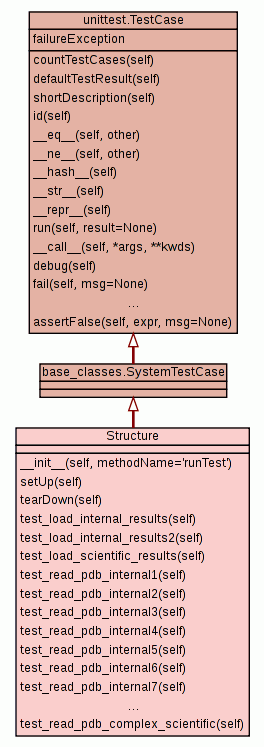 unittest.TestCase
failureException
countTestCases(self)
defaultTestResult(self)
shortDescription(self)
id(self)
__eq__(self, other)
__ne__(self, other)
__hash__(self)
__str__(self)
__repr__(self)
run(self, result=None)
__call__(self, *args, **kwds)
debug(self)
fail(self, msg=None)
...
assertFalse(self, expr, msg=None)
base_classes.SystemTestCase
Structure
__init__(self, methodName='runTest')
setUp(self)
tearDown(self)
test_load_internal_results(self)
test_load_internal_results2(self)
test_load_scientific_results(self)
test_read_pdb_internal1(self)
test_read_pdb_internal2(self)
test_read_pdb_internal3(self)
test_read_pdb_internal4(self)
test_read_pdb_internal5(self)
test_read_pdb_internal6(self)
test_read_pdb_internal7(self)
...
test_read_pdb_complex_scientific(self)